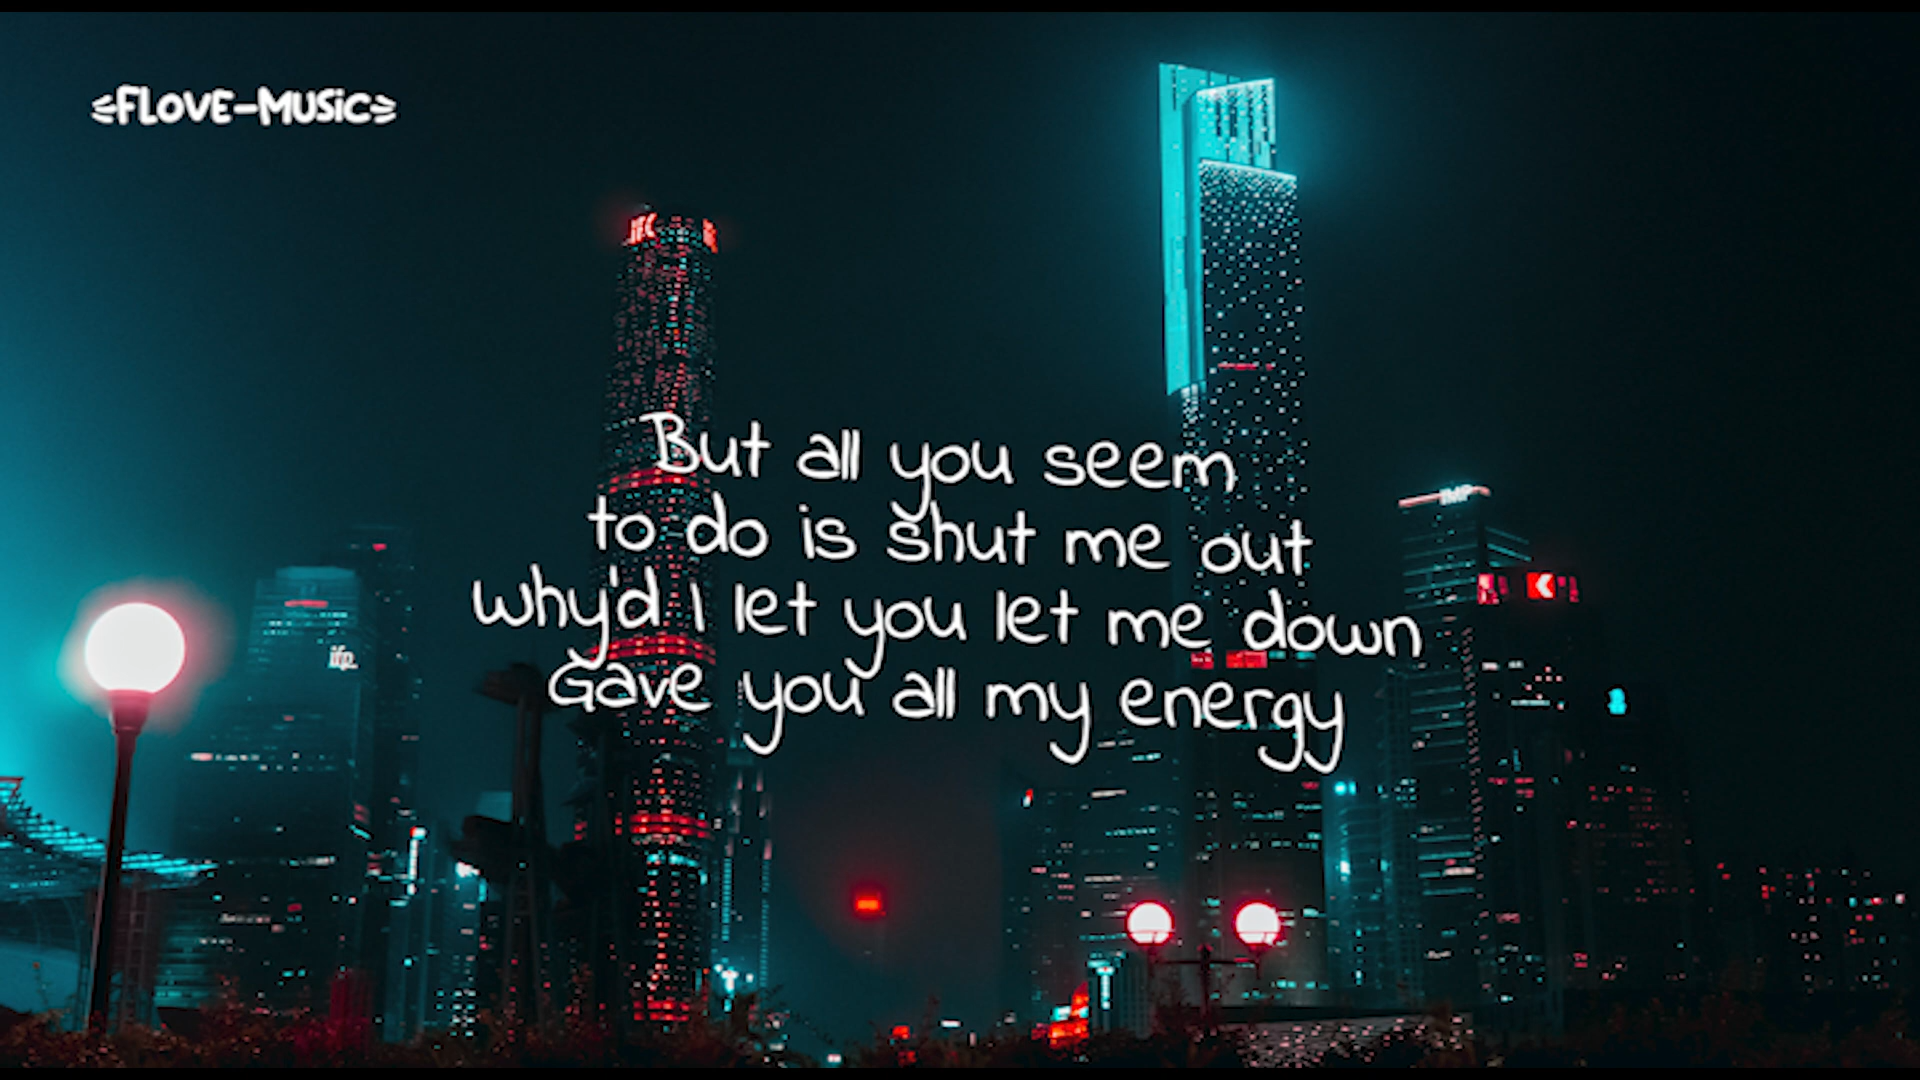 FLOVE-MUSiC
But all you seem
to do is shut me out
Why'd I let you let me down
Gave you all my energy
ifp